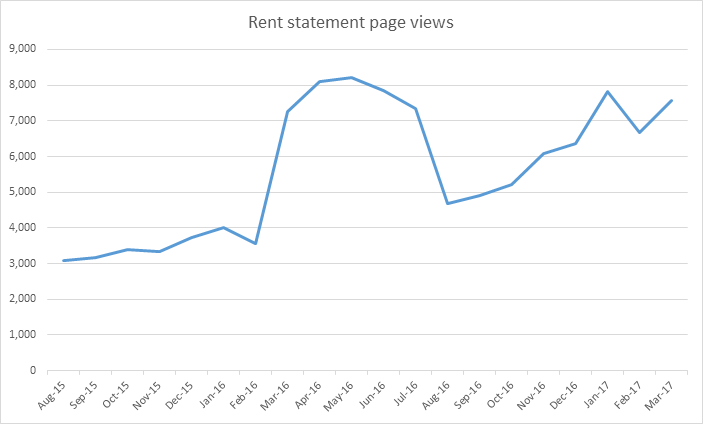 Rent statement page views
9,000
8,000
7,000
6,000
5,000
4,000
3,000
2,000
1,000
0
Aug-15
Sep-15
Oct-15
Nov-15
Dec-15
Jan-16
Feb-16
Mar-16
Apr-16
May-16
Jun-16
Jul-16
Aug-16
Sep-16
Oct-16
Nov-16
Dec-16
Jan-17
Feb-17
Mar-17